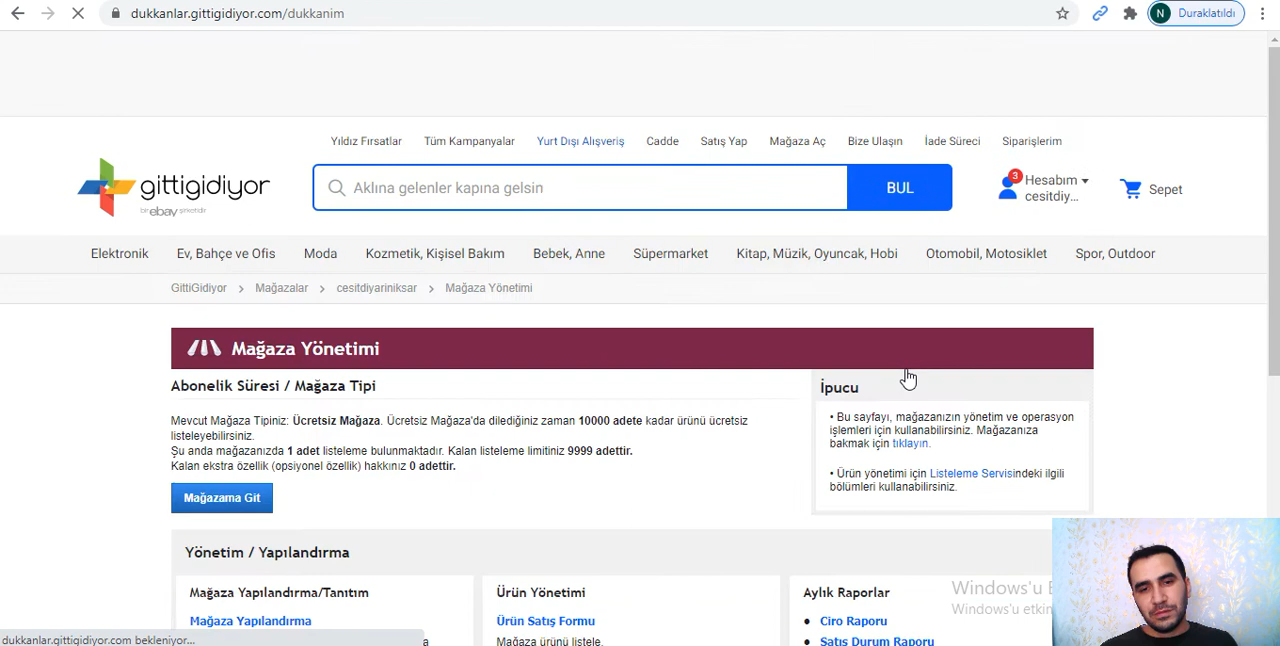 dukkanlar.gittigidiyor.com/dukkanim
N Duraklatıldı
Yıldız Fırsatlar Tüm Kampanyalar Yurt Dışı Alışveriş Cadde Satış Yap Mağaza Aç Bize Ulaşın İade Süreci Siparişlerim
gittigidiyor
bir ebay şirketidir
Aklına gelenler kapına gelsin
BUL
3
Hesabım
cesitdiy...
Sepet
Elektronik Ev, Bahçe ve Ofis Moda Kozmetik, Kişisel Bakım Bebek, Anne Süpermarket Kitap, Müzik, Oyuncak, Hobi Otomobil, Motosiklet Spor, Outdoor
GittiGidiyor > Mağazalar > cesitdiyariniksar > Mağaza Yönetimi
Mağaza Yönetimi
Abonelik Süresi / Mağaza Tipi
Mevcut Mağaza Tipiniz: Ücretsiz Mağaza. Ücretsiz Mağaza'da dilediğiniz zaman 10000 adete kadar ürünü ücretsiz
listeleyebilirsiniz.
Şu anda mağazanızda 1 adet listeleme bulunmaktadır. Kalan listeleme limitiniz 9999 adettir.
Kalan ekstra özellik (opsiyonel özellik) hakkınız 0 adettir.
Mağazama Git
İpucu
• Bu sayfayı, mağazanızın yönetim ve operasyon
işlemleri için kullanabilirsiniz. Mağazanıza
bakmak için tıklayın.
• Ürün yönetimi için Listeleme Servisindeki ilgili
bölümleri kullanabilirsiniz.
Yönetim / Yapılandırma
Mağaza Yapılandırma/Tanıtım
Mağaza Yapılandırma
Ürün Yönetimi
Ürün Satış Formu
Mağaza ürünü listele.
Aylık Raporlar
• Ciro Raporu
• Satış Durum Raporu
Windows'u E
Windows'u etkin
dukkanlar.gittigidiyor.com bekleniyor...